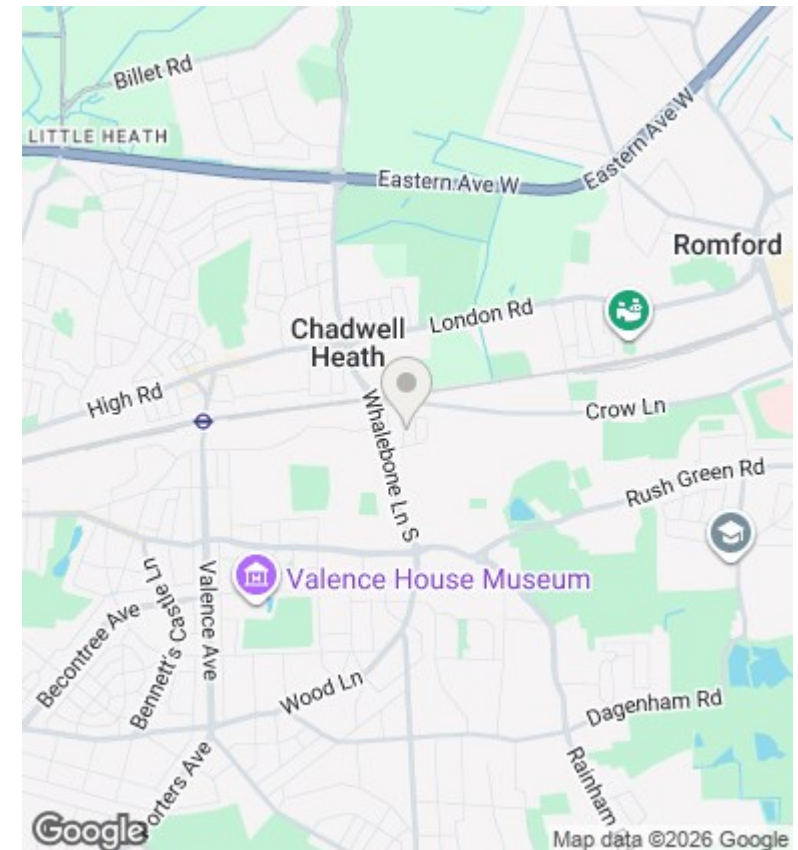 Billet Rd
LITTLE HEATH
Eastern Ave W
Eastern Ave W
Romford
London Rd
Chadwell
Heath
High Rd
Whalebone Ln S
Crow Ln
Rush Green Rd
Valence House Museum
Bennett's Castle Ln
Valence Ave
Becontree Ave
Wood Ln
Dagenham Rd
Rainham
Porters Ave
Google
Map data ©2026 Google